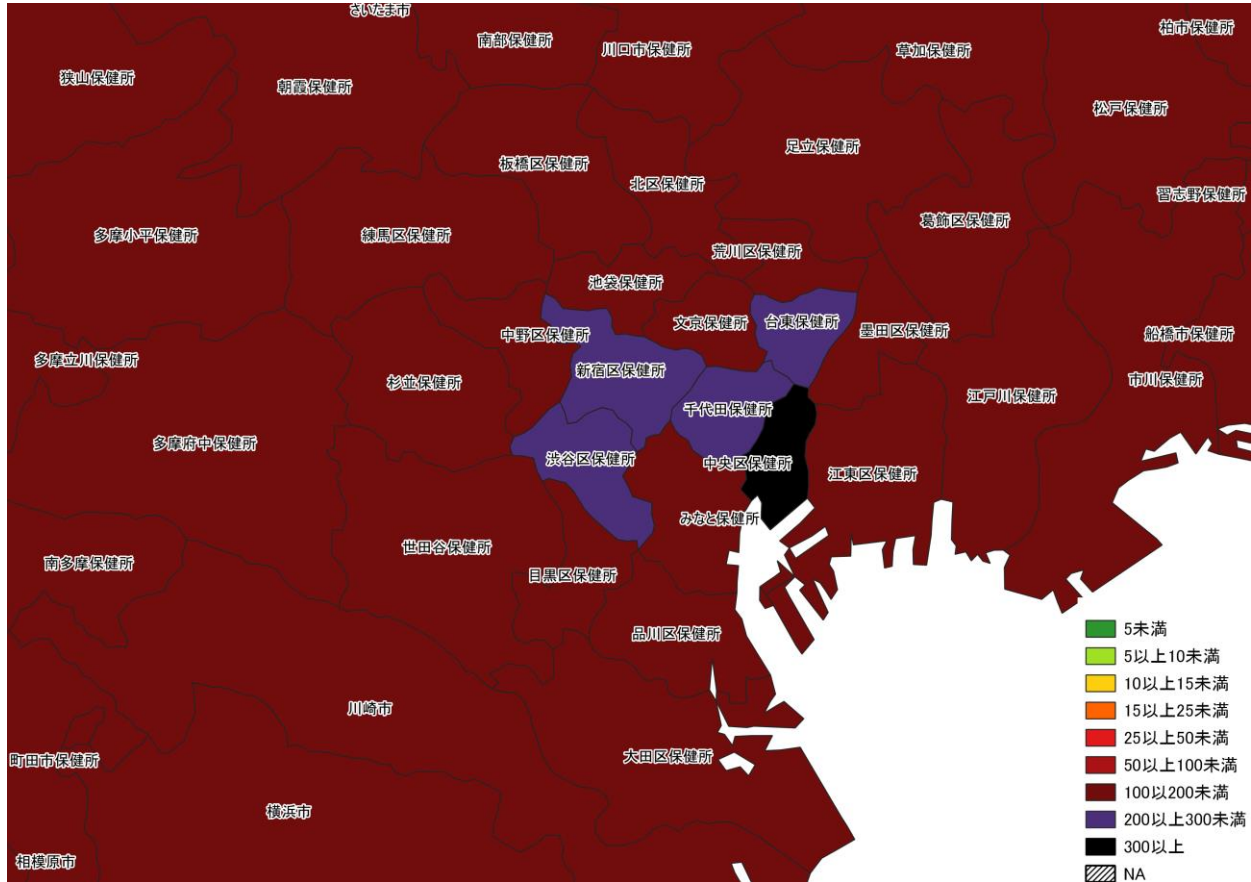 さいたま市
南部保健所
川口市保健所
草加保健所
柏市保健所
狭山保健所
朝霞保健所
松戸保健所
足立保健所
板橋区保健所
北区保健所
習志野保健所
葛飾区保健所
多摩小平保健所
練馬区保健所
荒川区保健所
池袋保健所
文京保健所
台東保健所
墨田区保健所
中野区保健所
船橋市保健所
多摩立川保健所
杉並保健所
新宿区保健所
市川保健所
江戸川保健所
千代田保健所
多摩府中保健所
渋谷区保健所
中央区保健所
江東区保健所
みなと保健所
世田谷保健所
南多摩保健所
目黒区保健所
品川区保健所
川崎市
大田区保健所
町田市保健所
横浜市
相模原市
5未満
5以上10未満
10以上15未満
15以上25未満
25以上50未満
50以上100未満
100以200未満
200以上300未満
300以上
NA